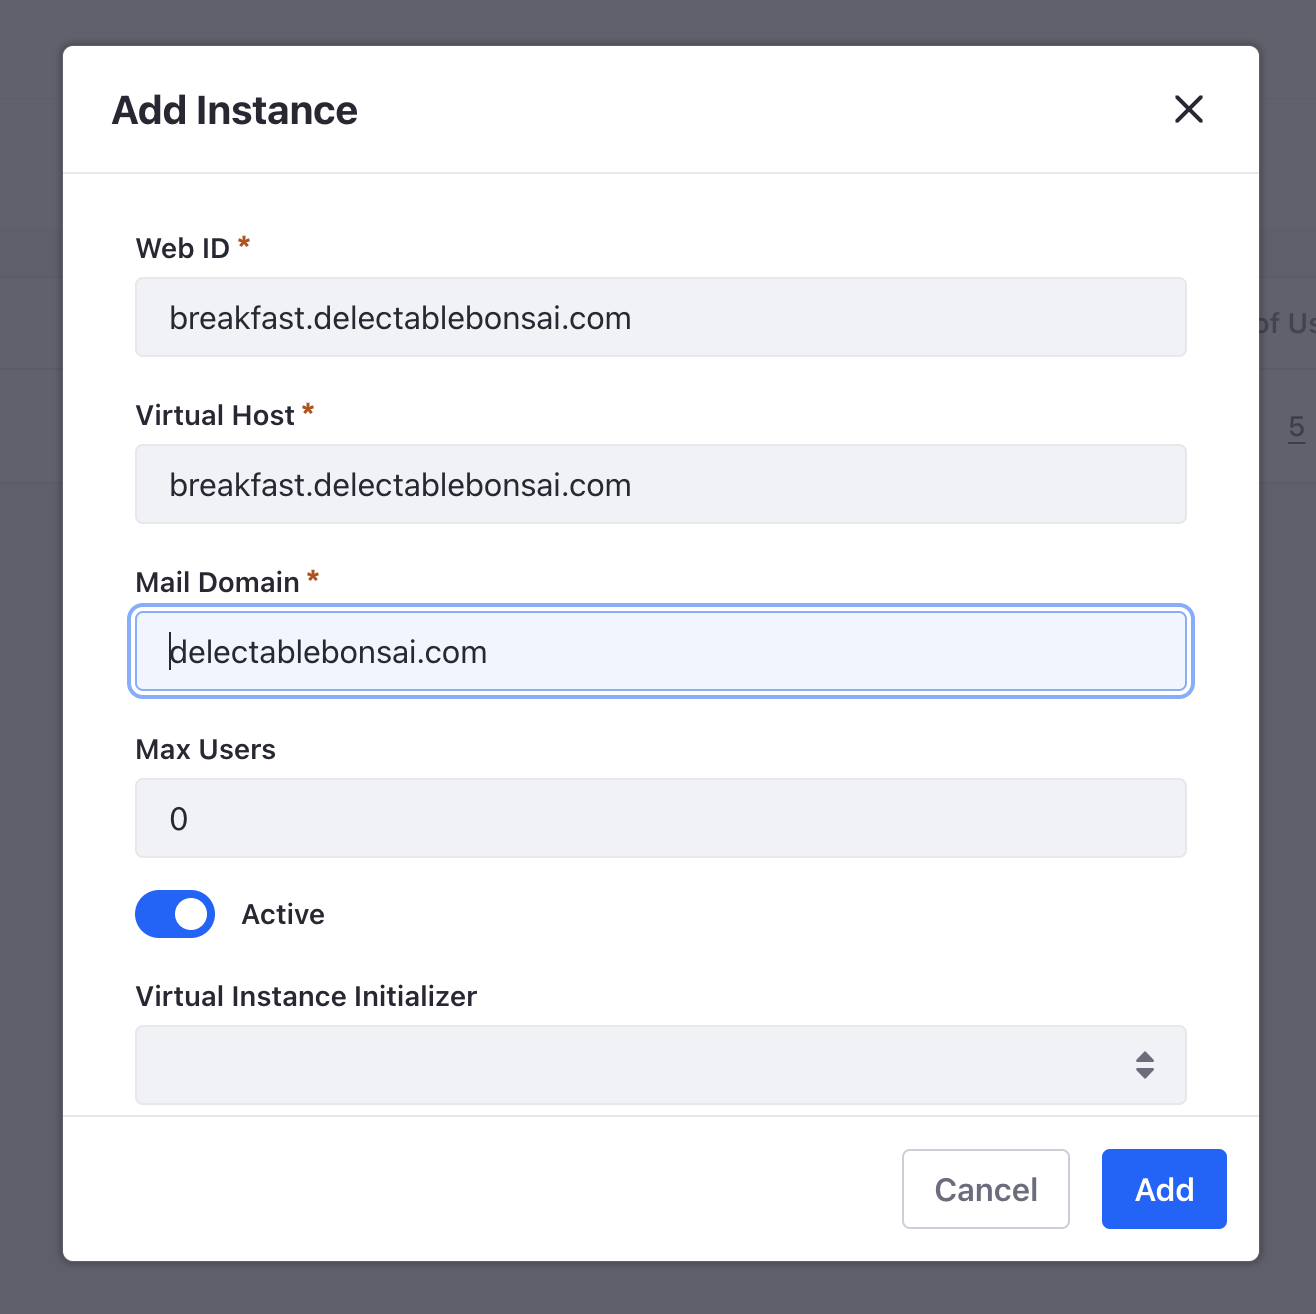 Add Instance
Web ID *
breakfast.delectablebonsai.com
of Us
Virtual Host *
5
breakfast.delectablebonsai.com
Mail Domain *
delectablebonsai.com
Max Users
0
Active
Virtual Instance Initializer
Cancel
Add